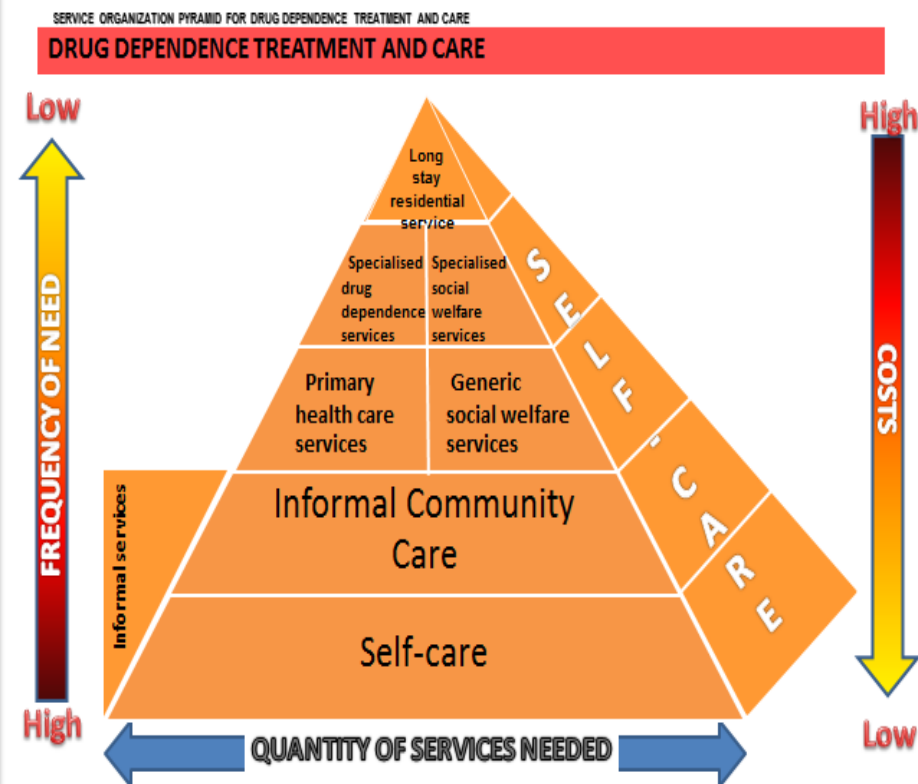 SERVICE ORGANIZATION PYRAMID FOR DRUG DEPENDENCE TREATMENT AND CARE
DRUG DEPENDENCE TREATMENT AND CARE
Low
High
FREQUENCY OF NEED
COSTS
Long
stay
residential
service
Specialised
drug
dependence
services
Specialised
social
welfare
services
Primary
health care
services
Generic
social welfare
services
Informal services
Informal Community
Care
Self-care
SELF-CARE
High
Low
QUANTITY OF SERVICES NEEDED